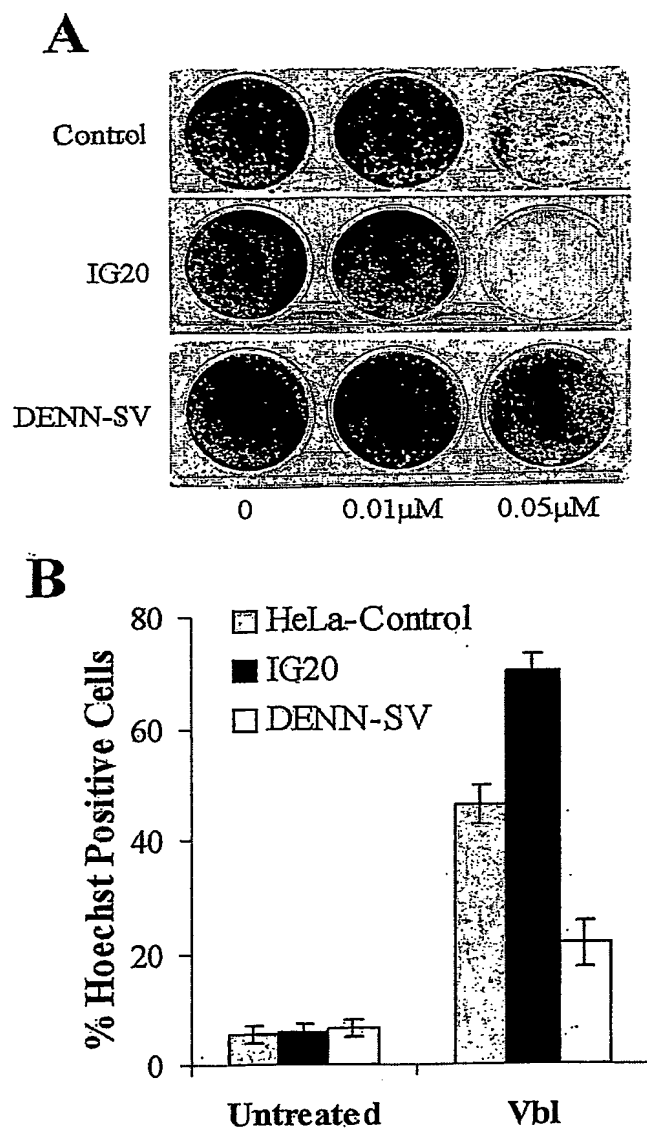 A
Control
IG20
DENN-SV
0 0.01µM 0.05µM
B
% Hoechst Positive Cells
80
60
40
20
0
HeLa-Control
IG20
DENN-SV
Untreated Vbl